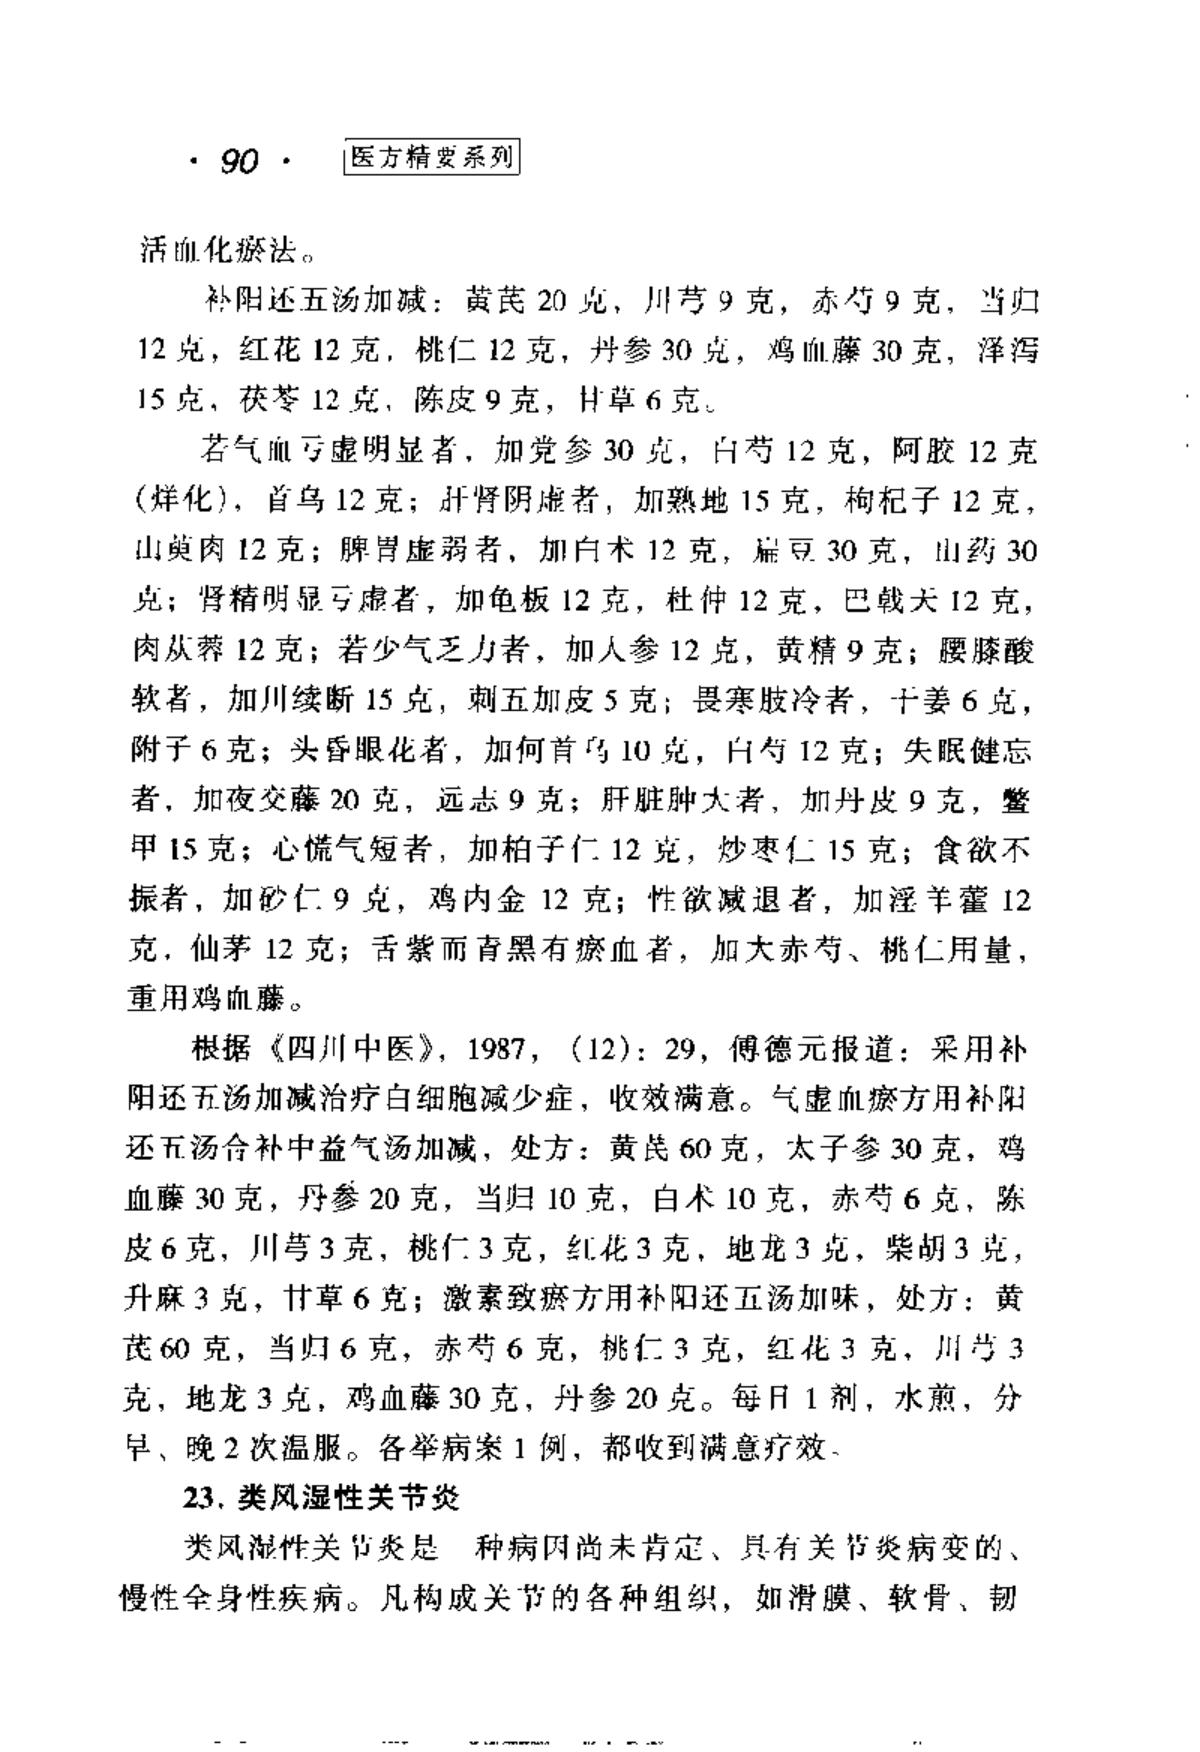 · 90 · 医方精要系列
活血化瘀法。
补阳还五汤加减：黄芪 20 克，川芎 9 克，赤芍 9 克，当归
12 克，红花 12 克，桃仁 12 克，丹参 30 克，鸡血藤 30 克，泽泻
15 克，茯苓 12 克，陈皮 9 克，甘草 6 克。
若气血亏虚明显者，加党参 30 克，白芍 12 克，阿胶 12 克
（烊化），首乌 12 克；肝肾阴虚者，加熟地 15 克，枸杞子 12 克，
山萸肉 12 克；脾胃虚弱者，加白术 12 克，扁豆 30 克，山药 30
克；肾精明显亏虚者，加龟板 12 克，杜仲 12 克，巴戟天 12 克，
肉苁蓉 12 克；若少气乏力者，加人参 12 克，黄精 9 克；腰膝酸
软者，加川续断 15 克，刺五加皮 5 克；畏寒肢冷者，干姜 6 克，
附子 6 克；头昏眼花者，加何首乌 10 克，白芍 12 克；失眠健忘
者，加夜交藤 20 克，远志 9 克；肝脏肿大者，加丹皮 9 克，鳖
甲 15 克；心慌气短者，加柏子仁 12 克，炒枣仁 15 克；食欲不
振者，加砂仁 9 克，鸡内金 12 克；性欲减退者，加淫羊藿 12
克，仙茅 12 克；舌紫而青黑有瘀血者，加大赤芍、桃仁用量，
重用鸡血藤。
根据《四川中医》，1987，（12）：29，傅德元报道：采用补
阳还五汤加减治疗白细胞减少症，收效满意。气虚血瘀方用补阳
还五汤合补中益气汤加减，处方：黄芪 60 克，太子参 30 克，鸡
血藤 30 克，丹参 20 克，当归 10 克，白术 10 克，赤芍 6 克，陈
皮 6 克，川芎 3 克，桃仁 3 克，红花 3 克，地龙 3 克，柴胡 3 克，
升麻 3 克，甘草 6 克；激素致瘀方用补阳还五汤加味，处方：黄
芪 60 克，当归 6 克，赤芍 6 克，桃仁 3 克，红花 3 克，川芎 3
克，地龙 3 克，鸡血藤 30 克，丹参 20 克。每日 1 剂，水煎，分
早、晚 2 次温服。各举病案 1 例，都收到满意疗效。
23. 类风湿性关节炎
类风湿性关节炎是 种病因尚未肯定、具有关节炎病变的、
慢性全身性疾病。凡构成关节的各种组织，如滑膜、软骨、韧